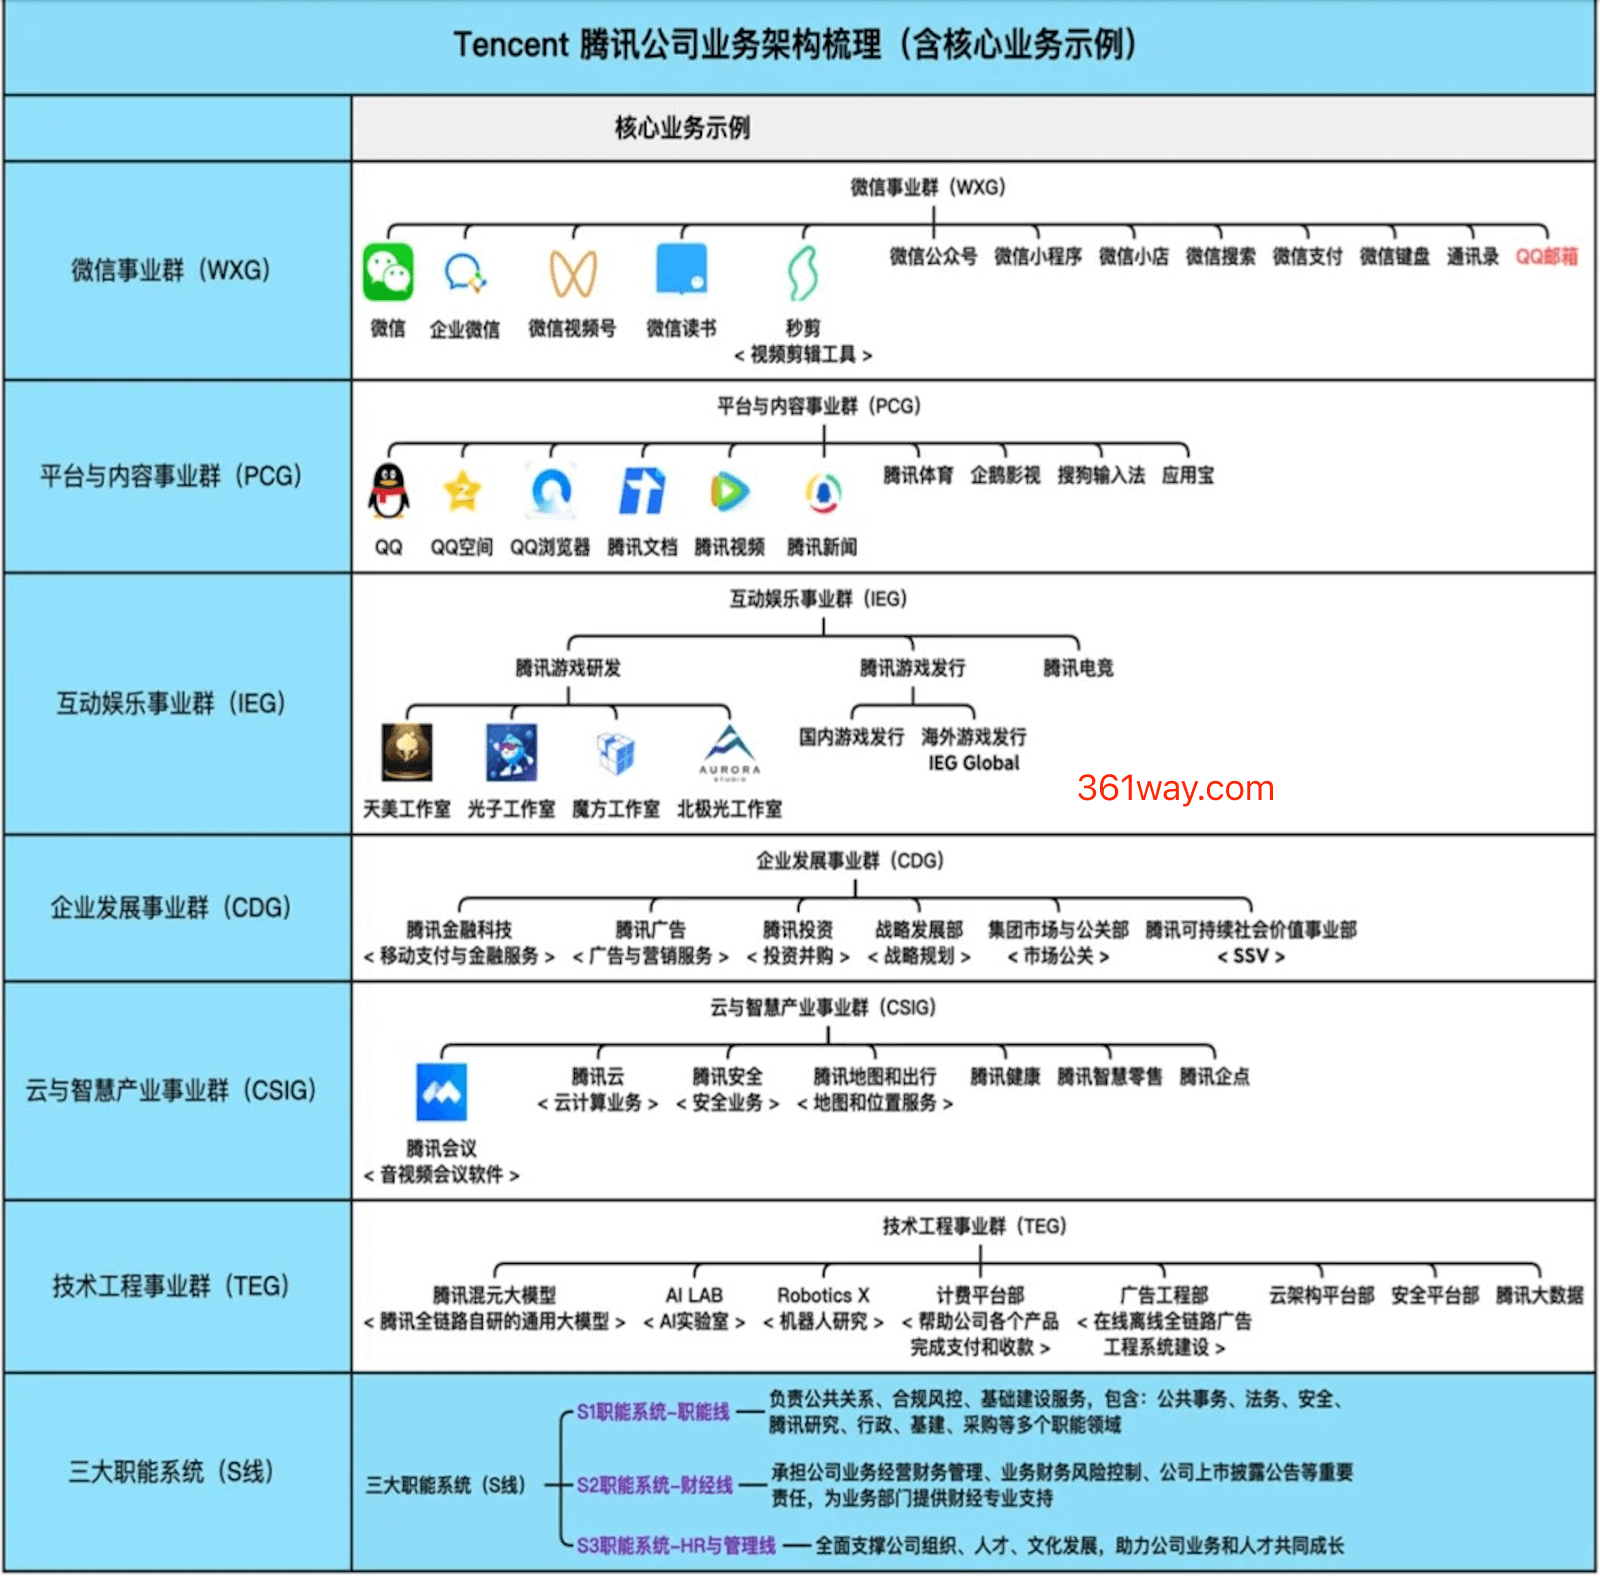 Tencent 腾讯公司业务架构梳理（含核心业务示例）
核心业务示例
微信事业群（WXG）
微信事业群（WXG）
微信
企业微信
微信视频号
微信读书
秒剪
< 视频剪辑工具 >
微信公众号
微信小程序
微信小店
微信搜索
微信支付
微信键盘
通讯录
QQ邮箱
平台与内容事业群（PCG）
平台与内容事业群（PCG）
QQ
QQ空间
QQ浏览器
腾讯文档
腾讯视频
腾讯新闻
腾讯体育
企鹅影视
搜狗输入法
应用宝
互动娱乐事业群（IEG）
互动娱乐事业群（IEG）
腾讯游戏研发
腾讯游戏发行
腾讯电竞
AURORA
STUDIO
天美工作室
光子工作室
魔方工作室
北极光工作室
国内游戏发行
海外游戏发行
IEG Global
361way.com
企业发展事业群（CDG）
企业发展事业群（CDG）
腾讯金融科技
< 移动支付与金融服务 >
腾讯广告
< 广告与营销服务 >
腾讯投资
< 投资并购 >
战略发展部
< 战略规划 >
集团市场与公关部
< 市场公关 >
腾讯可持续社会价值事业部
< SSV >
云与智慧产业事业群（CSIG）
云与智慧产业事业群（CSIG）
腾讯会议
< 音视频会议软件 >
腾讯云
< 云计算业务 >
腾讯安全
< 安全业务 >
腾讯地图和出行
< 地图和位置服务 >
腾讯健康
腾讯智慧零售
腾讯企点
技术工程事业群（TEG）
技术工程事业群（TEG）
腾讯混元大模型
< 腾讯全链路自研的通用大模型 >
AI LAB
< AI实验室 >
Robotics X
< 机器人研究 >
计费平台部
< 帮助公司各个产品
完成支付和收款 >
广告工程部
< 在线离线全链路广告
工程系统建设 >
云架构平台部
安全平台部
腾讯大数据
三大职能系统（S线）
三大职能系统（S线）
S1职能系统-职能线
负责公共关系、合规风控、基础建设服务，包含：公共事务、法务、安全、
腾讯研究、行政、基建、采购等多个职能领域
S2职能系统-财经线
承担公司业务经营财务管理、业务财务风险控制、公司上市披露公告等重要
责任，为业务部门提供财经专业支持
S3职能系统-HR与管理线
全面支撑公司组织、人才、文化发展，助力公司业务和人才共同成长